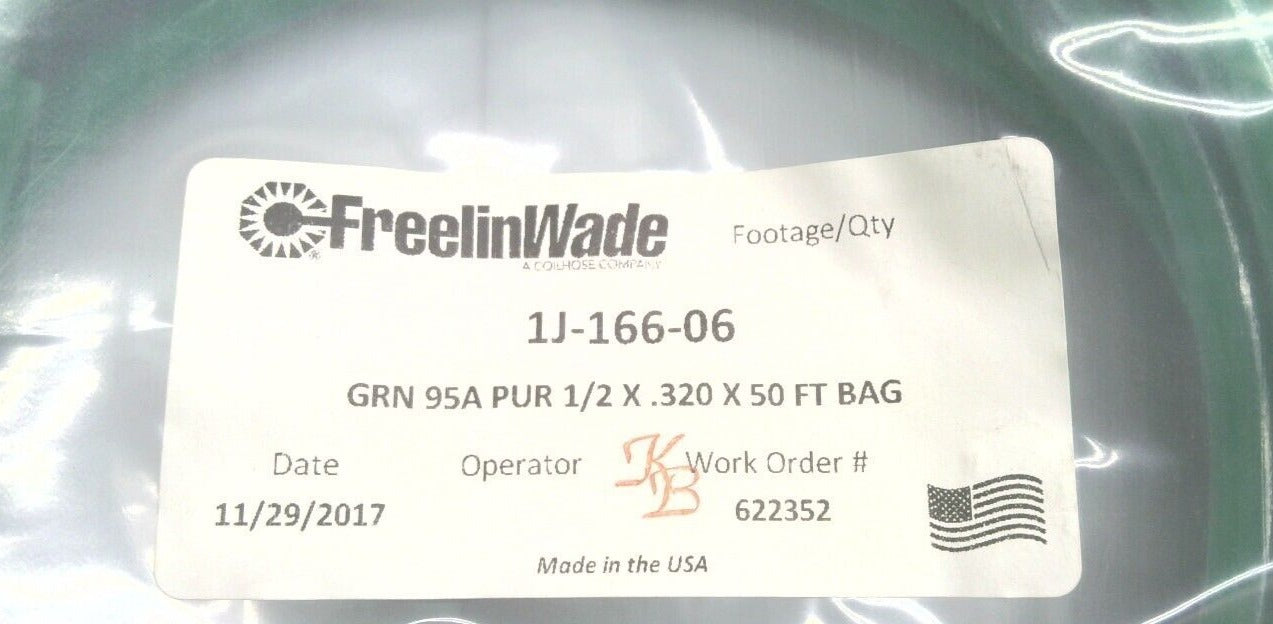 FreelinWade
A COILHOSE COMPANY
Footage/Qty
1J-166-06
GRN 95A PUR 1/2 X .320 X 50 FT BAG
Date
Operator
Work Order #
11/29/2017
622352
Made in the USA